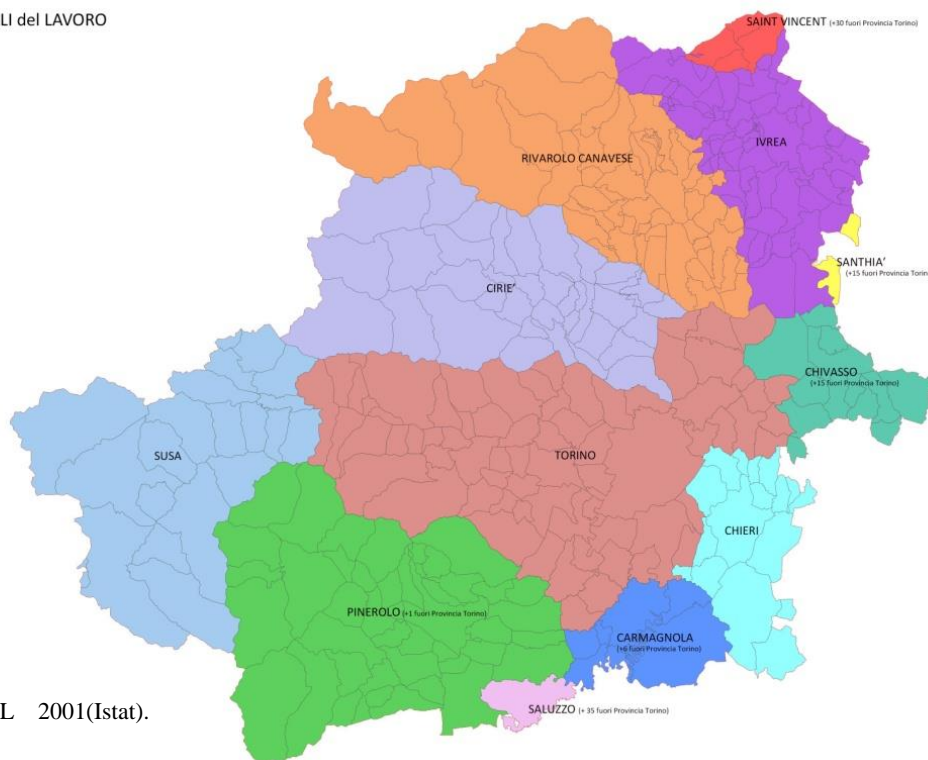 LI del LAVORO
SAINT VINCENT (+30 fuori Provincia Torino)
IVREA
RIVAROLO CANAVESE
SANTHIA’
(+15 fuori Provincia Torin
CIRIE’
CHIVASSO
(+15 fuori Provincia Torino)
SUSA
TORINO
CHIERI
PINEROLO (+1 fuori Provincia Torino)
CARMAGNOLA
(+6 fuori Provincia Torino)
SALUZZO (+ 35 fuori Provincia Torino)
L 2001(Istat).